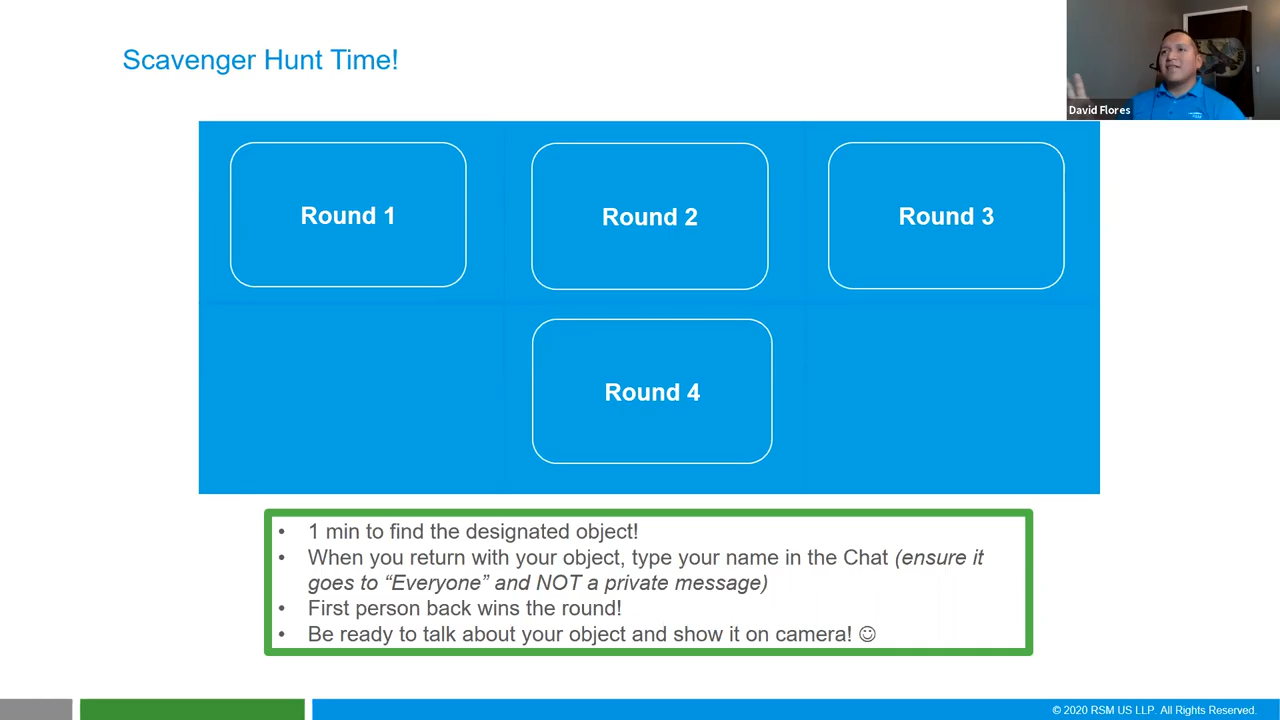 Scavenger Hunt Time!
David Flores
Round 1
Round 2
Round 3
Round 4
• 1 min to find the designated object!
• When you return with your object, type your name in the Chat (ensure it
goes to “Everyone” and NOT a private message)
• First person back wins the round!
• Be ready to talk about your object and show it on camera! ☺
© 2020 RSM US LLP. All Rights Reserved.